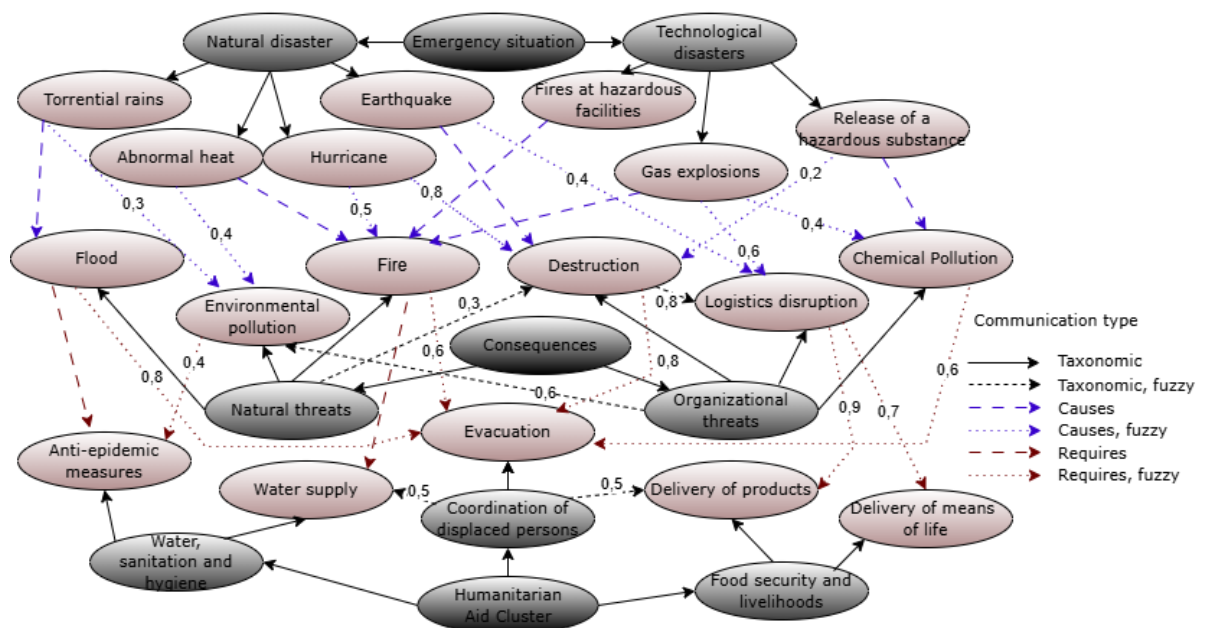 Natural disaster
Emergency situation
Technological
disasters
Torrential rains
Earthquake
Fires at hazardous
facilities
Release of a
hazardous substance
Abnormal heat
Hurricane
Gas explosions
0,3
0,4
0,5
0,8
0,4
0,2
0,4
0,6
Flood
Fire
Destruction
Chemical Pollution
Environmental
pollution
Logistics disruption
0,3
0,8
Consequences
0,8
0,4
0,6
0,8
0,6
0,6
Natural threats
Organizational
threats
0,9
0,7
Communication type
Taxonomic
Taxonomic, fuzzy
Causes
Causes, fuzzy
Requires
Requires, fuzzy
Anti-epidemic
measures
Evacuation
Water supply
0,5
Coordination of
displaced persons
0,5
Delivery of products
Delivery of means
of life
Water,
sanitation and
hygiene
Humanitarian
Aid Cluster
Food security and
livelihoods